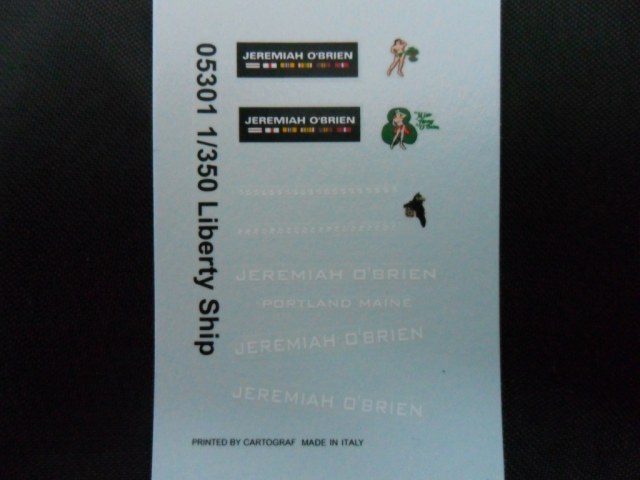 05301 1/350 Liberty Ship
JEREMIAH O'BRIEN
JEREMIAH O'BRIEN
JEREMIAH O'BRIEN
PORTLAND MAINE
JEREMIAH O'BRIEN
JEREMIAH O'BRIEN
PRINTED BY CARTOGRAF MADE IN ITALY